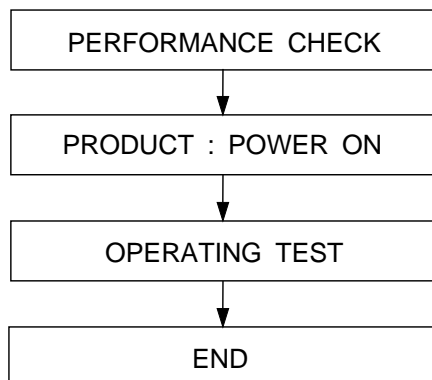 PERFORMANCE CHECK
PRODUCT : POWER ON
OPERATING TEST
END